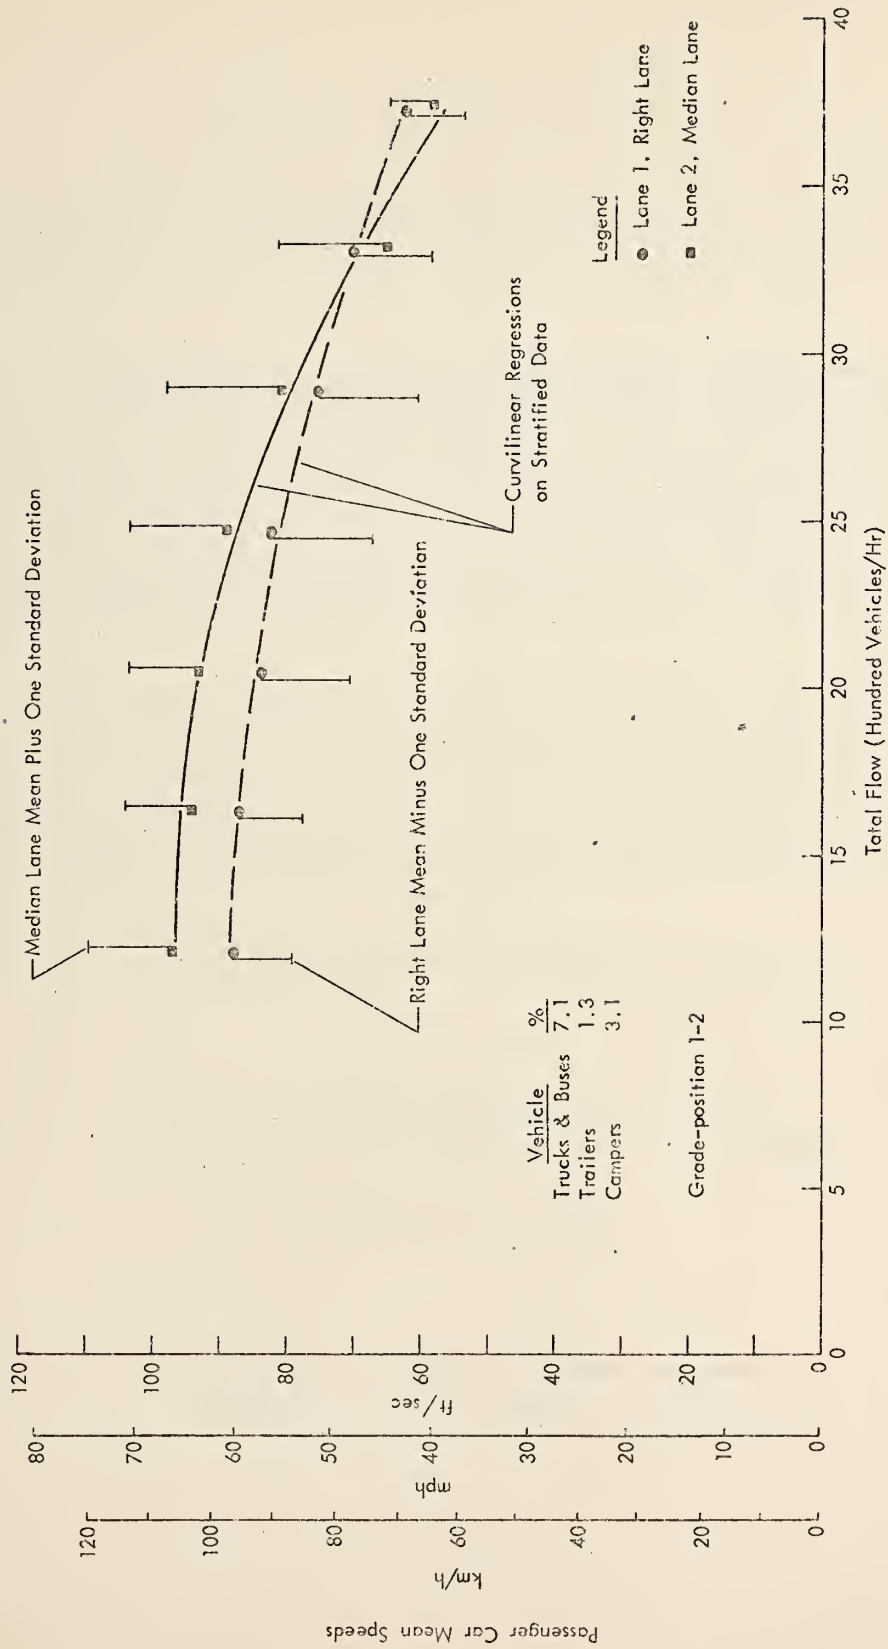 Median Lane Mean Plus One Standard Deviation
Right Lane Mean Minus One Standard Deviation
Curvilinear Regressions
on Stratified Data
Legend
Lane 1, Right Lane
Lane 2, Median Lane
Vehicle %
Trucks & Buses 7.1
Trailers 1.3
Campers 3.1
Grade-position 1-2
Passenger Car Mean Speeds
km/h
120
100
80
60
40
20
0
mph
80
70
60
50
40
30
20
10
0
ft/sec
120
100
80
60
40
20
0
0 5 10 15 20 25 30 35 40
Total Flow (Hundred Vehicles/Hr)